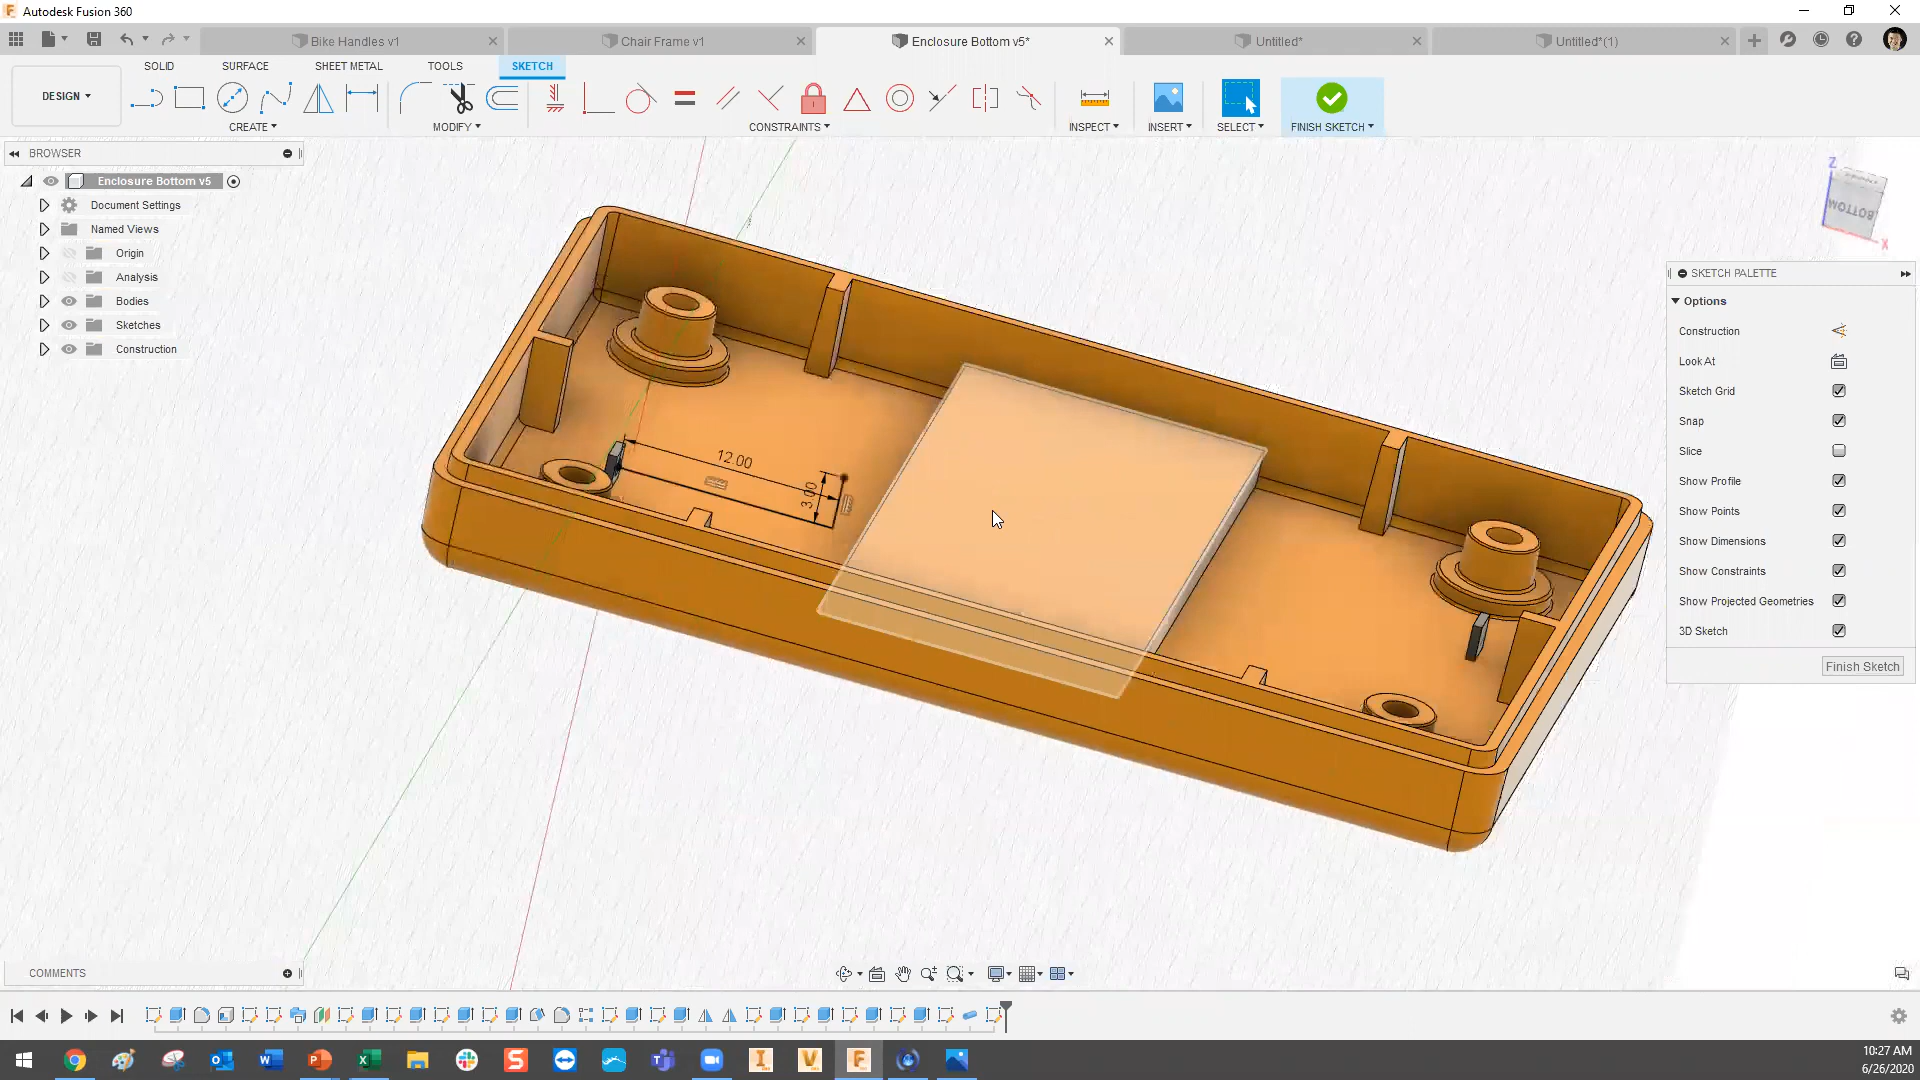 Autodesk Fusion 360
Bike Handles v1
Chair Frame v1
Enclosure Bottom v5*
Untitled*
Untitled*(1)
SOLID
SURFACE
SHEET METAL
TOOLS
SKETCH
DESIGN
CREATE
MODIFY
CONSTRAINTS
INSPECT
INSERT
SELECT
FINISH SKETCH
BROWSER
Enclosure Bottom v5
Document Settings
Named Views
Origin
Analysis
Bodies
Sketches
Construction
Z
BOTTOM
X
12.00
3.00
SKETCH PALETTE
Options
Construction
Look At
Sketch Grid
Snap
Slice
Show Profile
Show Points
Show Dimensions
Show Constraints
Show Projected Geometries
3D Sketch
Finish Sketch
COMMENTS
10:27 AM
6/26/2020